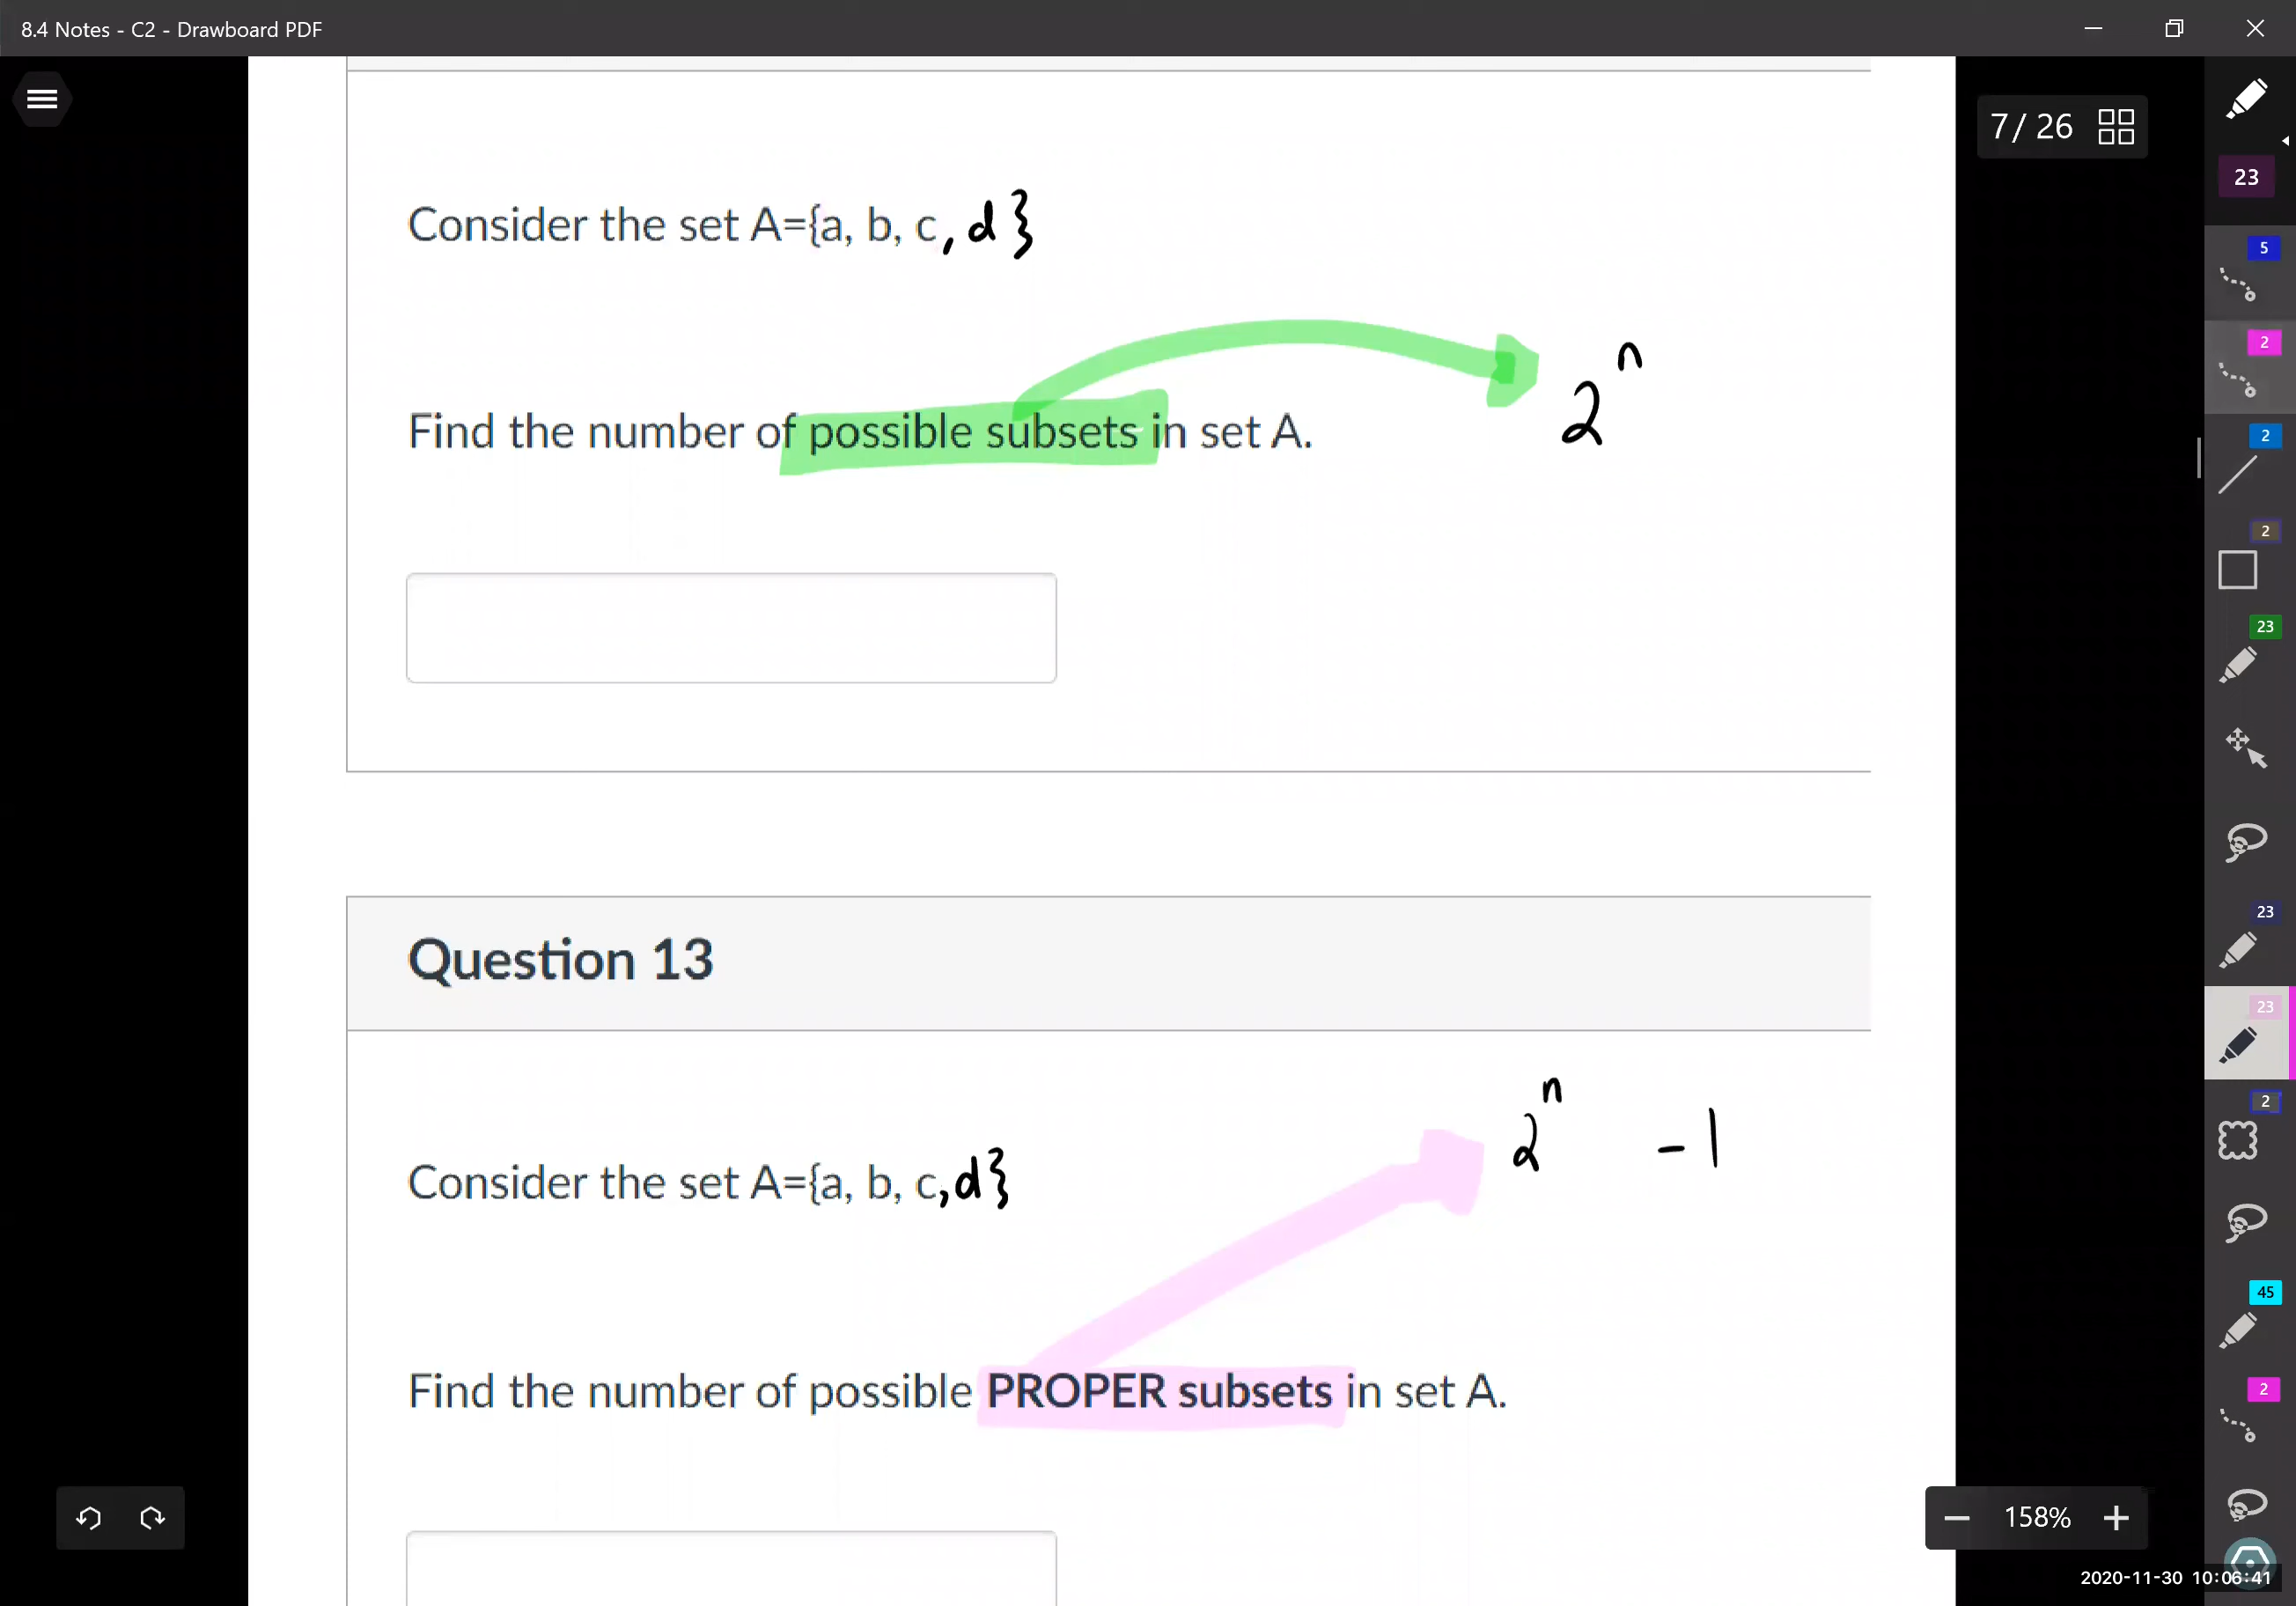 8.4 Notes - C2 - Drawboard PDF
7/ 26
23
5
Consider the set A={a, b, c, d}
2
2ⁿ
Find the number of possible subsets in set A.
2
2
23
23
Question 13
23
2ⁿ - 1
2
Consider the set A={a, b, c, d}
45
Find the number of possible PROPER subsets in set A.
2
158%
2020-11-30 10:06:41